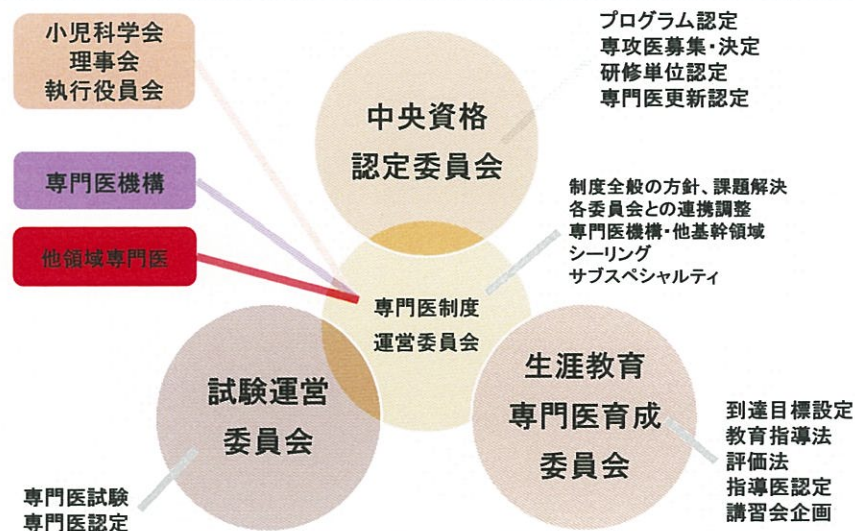 小児科学会
理事会
執行役員会
専門医機構
他領域専門医
中央資格
認定委員会
プログラム認定
専攻医募集・決定
研修単位認定
専門医更新認定
制度全般の方針、課題解決
各委員会との連携調整
専門医機構・他基幹領域
シーリング
サブスペシャルティ
専門医制度
運営委員会
試験運営
委員会
専門医試験
専門医認定
生涯教育
専門医育成
委員会
到達目標設定
教育指導法
評価法
指導医認定
講習会企画